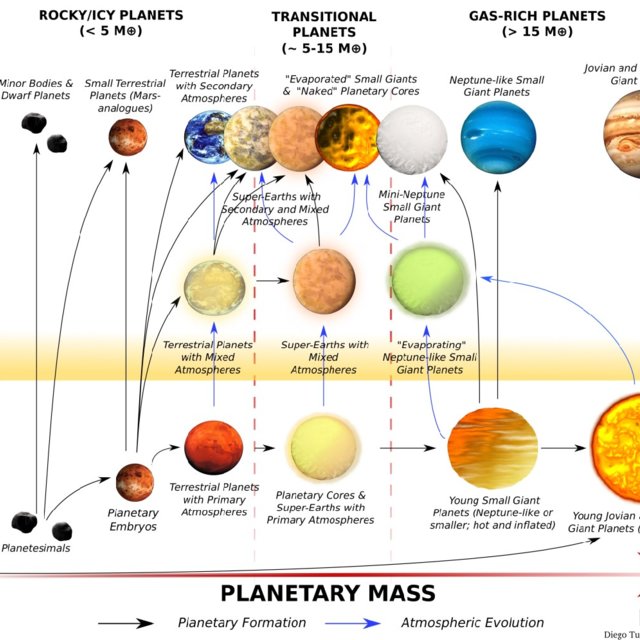 ROCKY/ICY PLANETS
(< 5 M⊕)
TRANSITIONAL
PLANETS
(~ 5-15 M⊕)
GAS-RICH PLANETS
(> 15 M⊕)
Minor Bodies &
Dwarf Planets
Small Terrestrial
Planets (Mars-
analogues)
Terrestrial Planets
with Secondary
Atmospheres
"Evaporated" Small Giants
& "Naked" Planetary Cores
Neptune-like Small
Giant Planets
Jovian and
Giant
Super-Earths with
Secondary and Mixed
Atmospheres
Mini-Neptune
Small Giant
Planets
Terrestrial Planets
with Mixed
Atmospheres
Super-Earths with
Mixed
Atmospheres
"Evaporating"
Neptune-like Small
Giant Planets
Planetesimals
Planetary
Embryos
Terrestrial Planets
with Primary
Atmospheres
Planetary Cores &
Super-Earths with
Primary Atmospheres
Young Small Giant
Planets (Neptune-like or
smaller; hot and inflated)
Young Jovian a
Giant Planets (
PLANETARY MASS
Planetary Formation
Atmospheric Evolution
Diego Tu